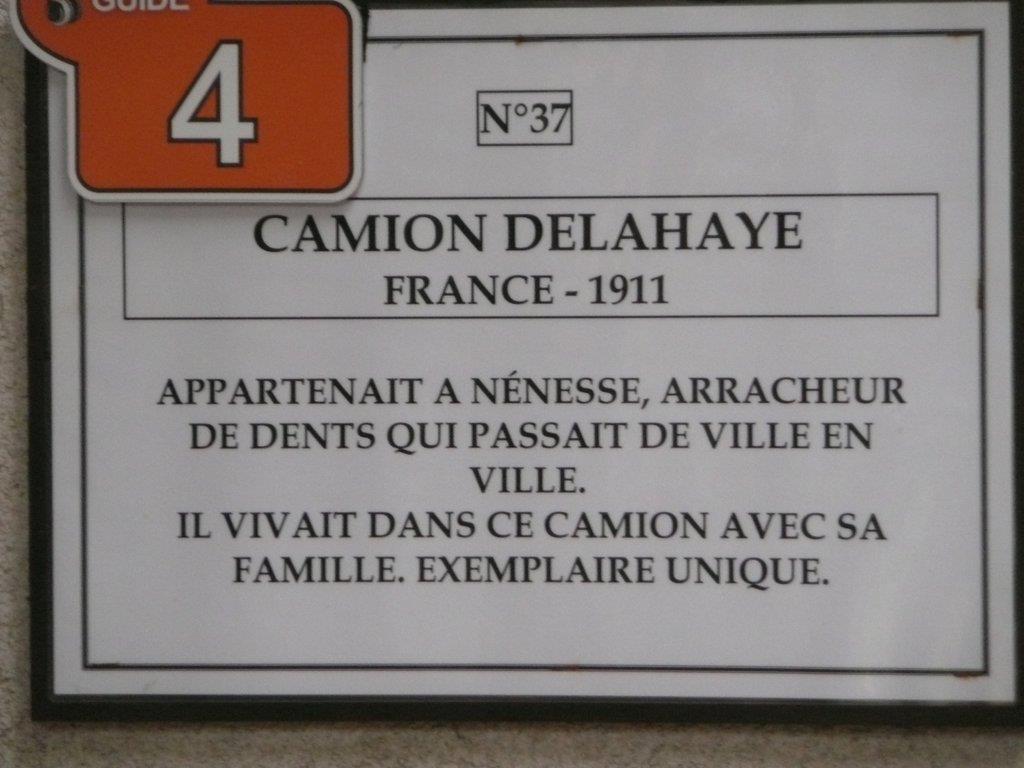 GUIDE
4
N°37
CAMION DELAHAYE
FRANCE - 1911
APPARTENAIT A NÉNESSE, ARRACHEUR
DE DENTS QUI PASSAIT DE VILLE EN
VILLE.
IL VIVAIT DANS CE CAMION AVEC SA
FAMILLE. EXEMPLAIRE UNIQUE.